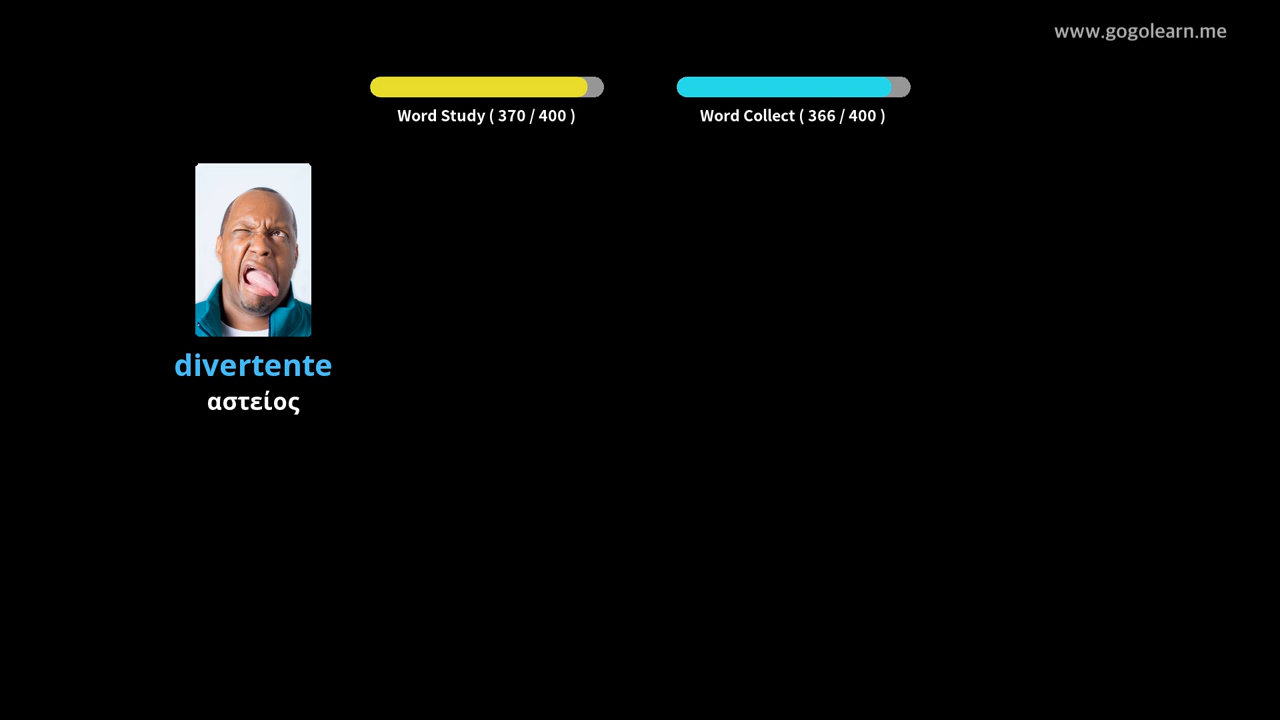 www.gogolearn.me
Word Study ( 370 / 400 )
Word Collect ( 366 / 400 )
divertente
αστείος